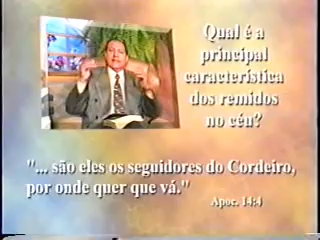 Qual é a
principal
característica
dos remidos
no céu?
"... são eles os seguidores do Cordeiro,
por onde quer que vá."
Apoc. 14:4